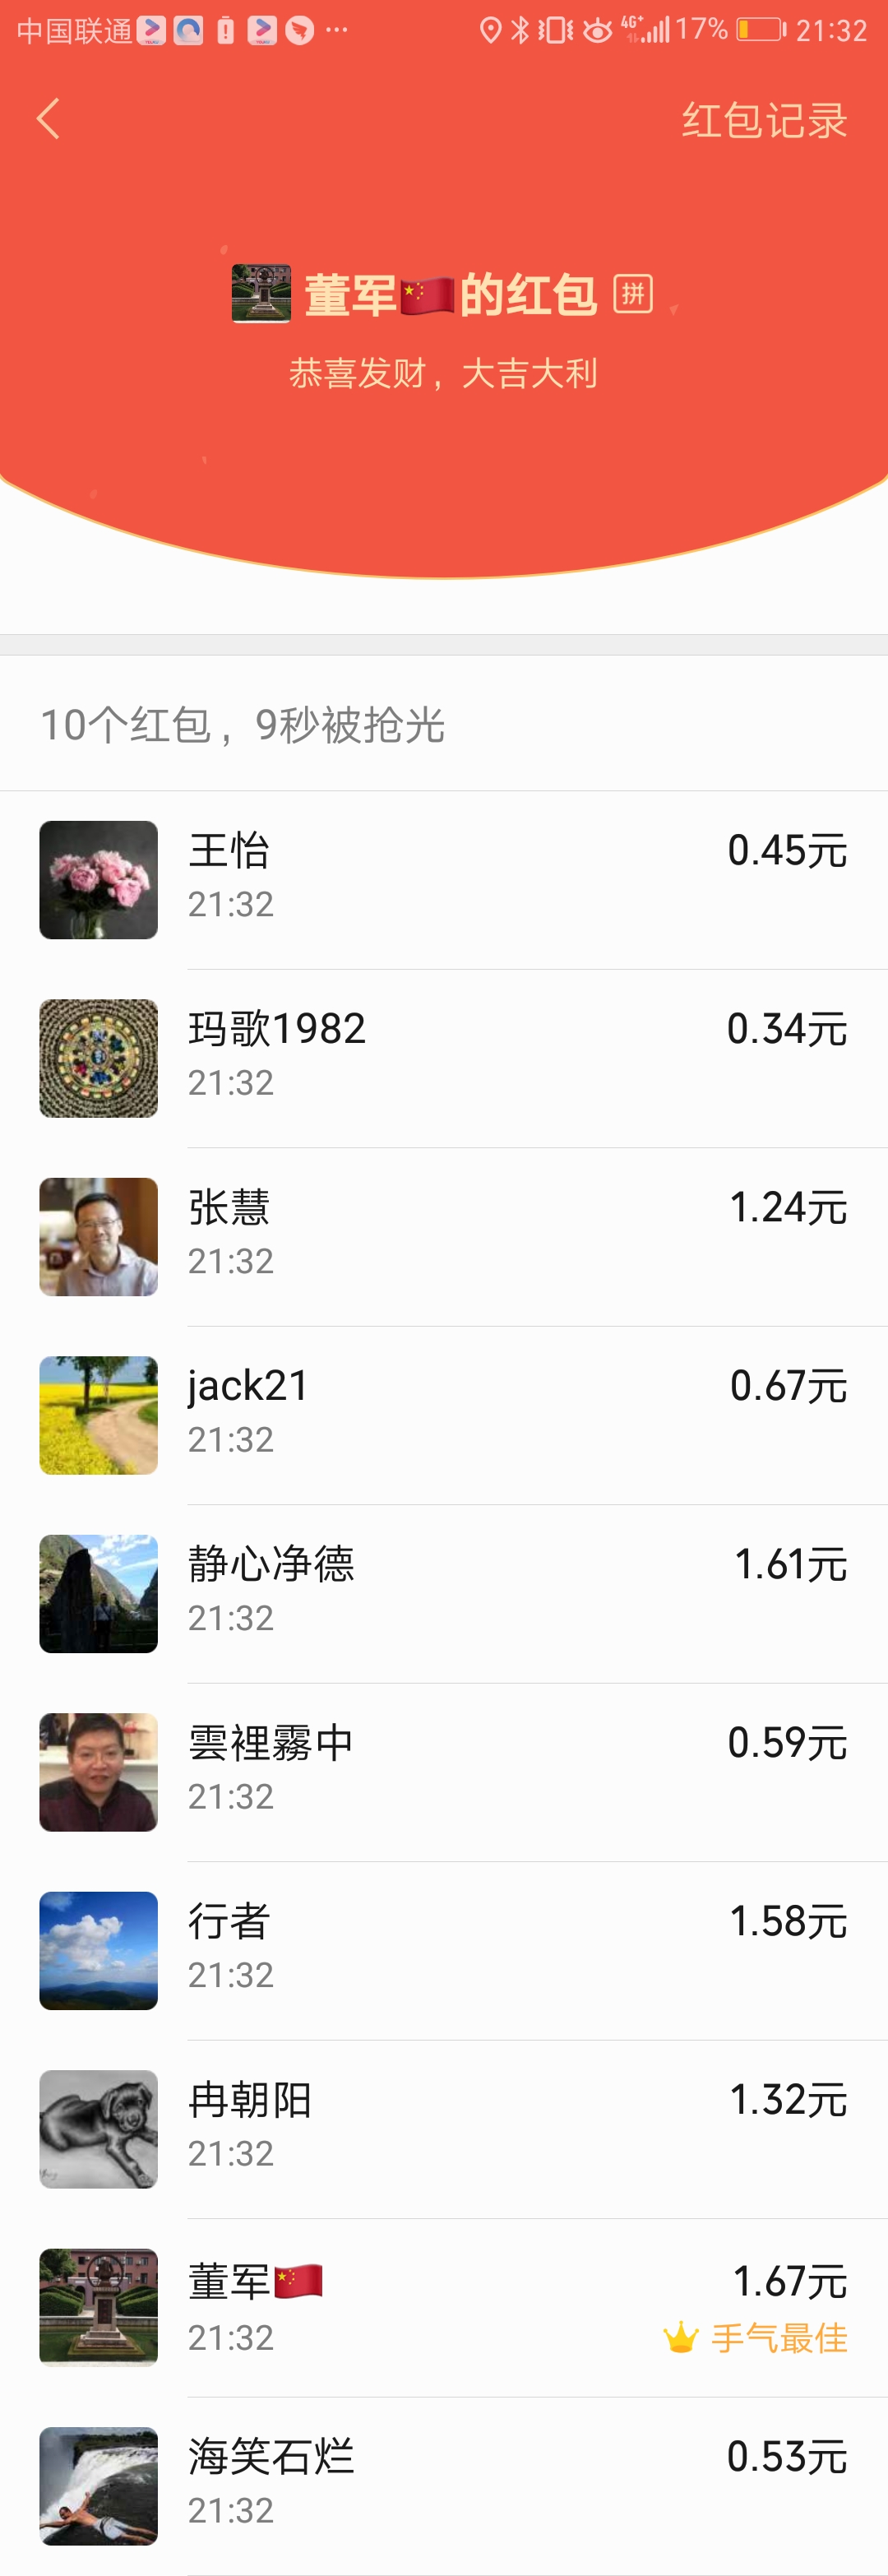 中国联通 4G+ 17% 21:32
红包记录
董军🇨🇳的红包 拼
恭喜发财，大吉大利
10个红包，9秒被抢光
王怡 0.45元
21:32
玛歌1982 0.34元
21:32
张慧 1.24元
21:32
jack21 0.67元
21:32
静心净德 1.61元
21:32
雲裡霧中 0.59元
21:32
行者 1.58元
21:32
冉朝阳 1.32元
21:32
董军🇨🇳 1.67元
21:32 手气最佳
海笑石烂 0.53元
21:32